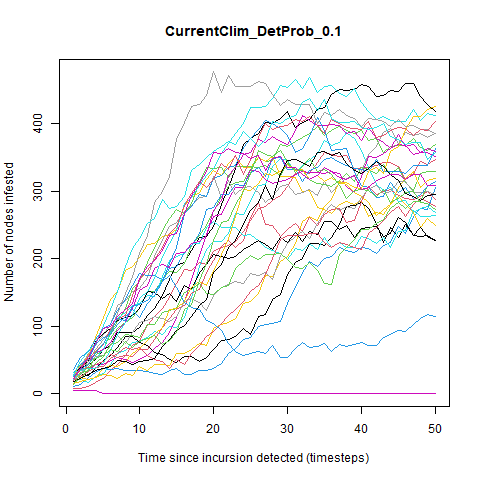 CurrentClim_DetProb_0.1
Number of nodes infested
400
300
200
100
0
0 10 20 30 40 50
Time since incursion detected (timesteps)